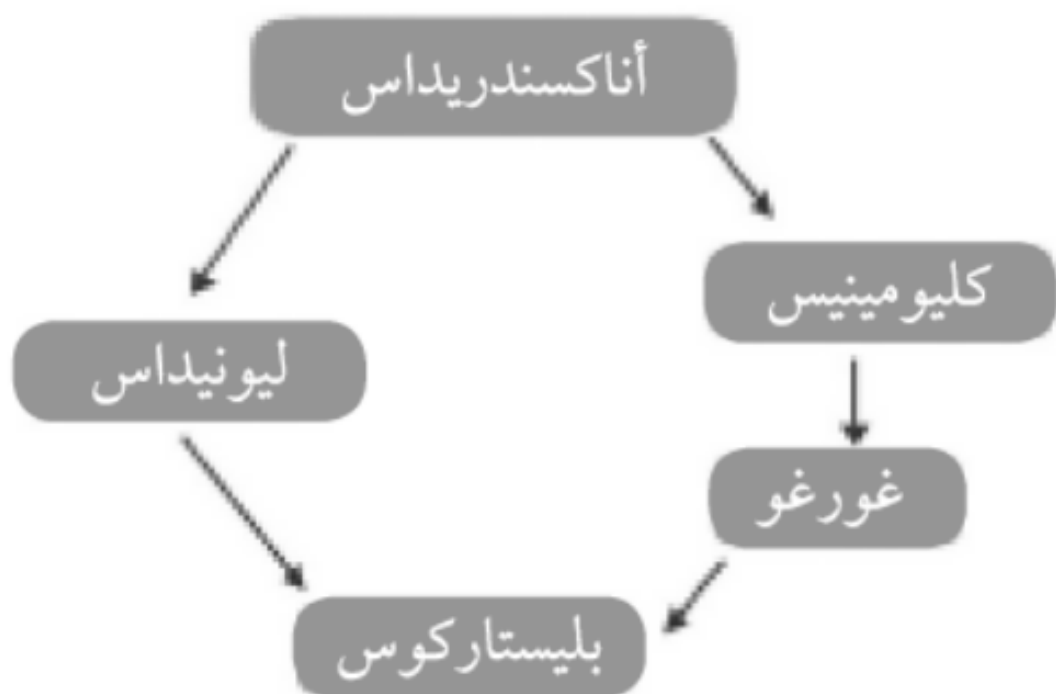 أناكسندريداس
كليومينيس
ليونيداس
غورغو
بليستاركوس